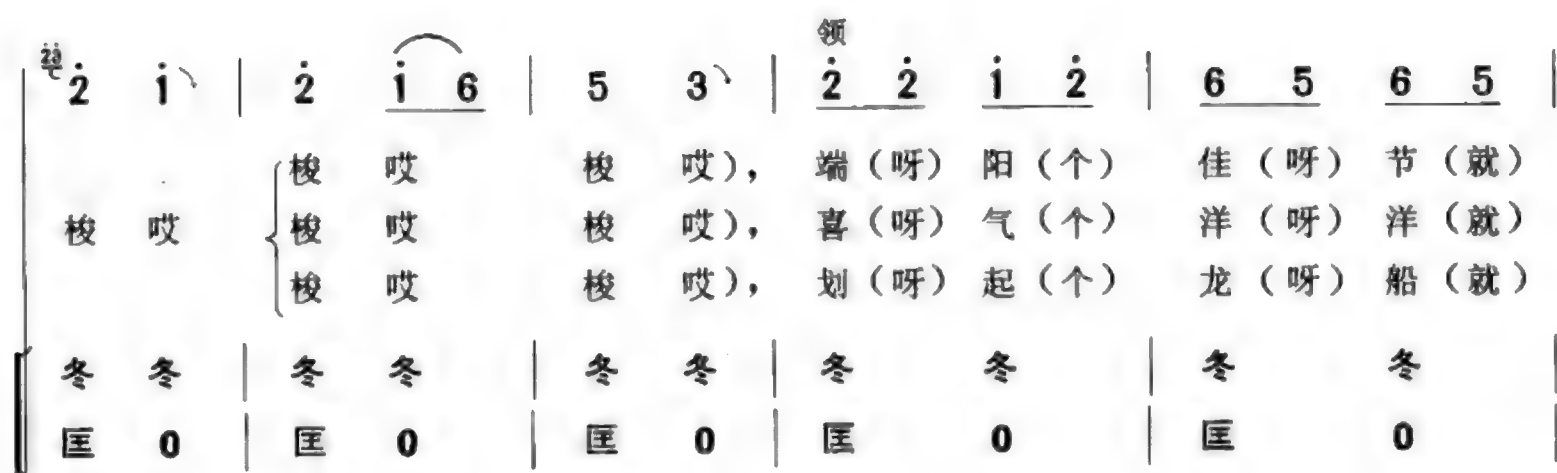 领
2̇3̇ 2̇ 1̇ | 2̇ 1̇ 6 | 5 3 | 2̇ 2̇ 1̇ 2̇ | 6 5 6 5 |
梭 哎 哎), 端(呀) 阳(个) 佳(呀) 节(就)
梭 哎 梭 哎 梭 哎), 喜(呀) 气(个) 洋(呀) 洋(就)
梭 哎 梭 哎), 划(呀) 起(个) 龙(呀) 船(就)
冬 冬 | 冬 冬 | 冬 冬 | 冬 冬 | 冬 冬 |
匡 0 | 匡 0 | 匡 0 | 匡 0 | 匡 0 |